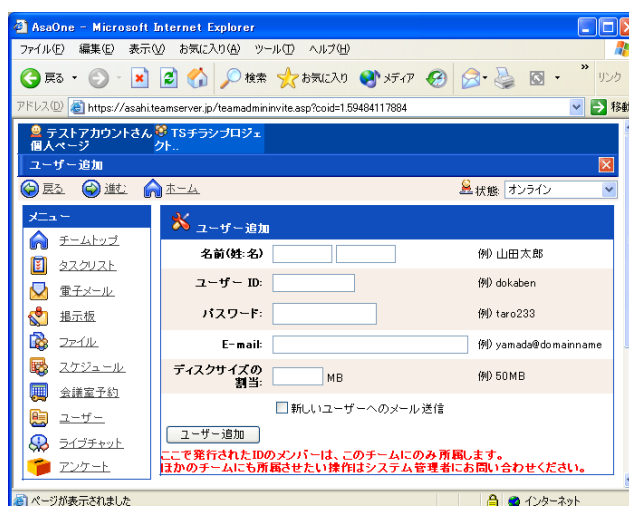 AsaOne - Microsoft Internet Explorer
ファイル(F) 編集(E) 表示(V) お気に入り(A) ツール(T) ヘルプ(H)
戻る 検索 お気に入り メディア リンク
アドレス(D) https://asahi.teamserver.jp/teamadmininvite.asp?coid=1.59484117884 移動
テストアカウントさん TSチラシプロジェ
個人ページ クト..
ユーザー追加
戻る 進む ホーム 状態: オンライン
メニュー
チームトップ
タスクリスト
電子メール
掲示板
ファイル
スケジュール
会議室予約
ユーザー
ライブチャット
アンケート
ユーザー追加
名前(姓:名) 例) 山田太郎
ユーザー ID: 例) dokaben
パスワード: 例) taro233
E-mail: 例) yamada@domainname
ディスクサイズの
割当: MB 例) 50MB
新しいユーザーへのメール送信
ユーザー追加
ここで発行されたIDのメンバーは、このチームにのみ所属します。
ほかのチームにも所属させたい操作はシステム管理者にお問い合わせください。
ページが表示されました インターネット